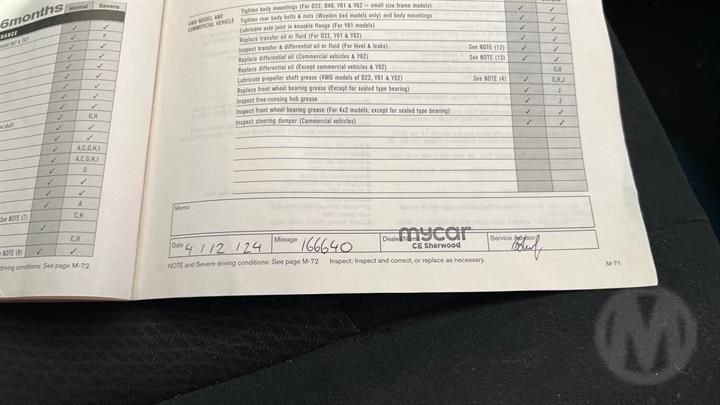 6months
Normal Severe
G,H
A,C,G,H,I
A,C,G,H,I
G
A
See NOTE (7) C,H
C,H
NOTE (9)
driving conditions: See page M-72
4WD MODEL AND
COMMERCIAL VEHICLE
Tighten body mountings (For D22, D40, Y61 & Y62 – small size frame models)
Tighten rear body bolts & nuts (Wooden bed models only) and body mountings
Lubricate axle joint in knuckle flange (For Y61 models)
Replace transfer oil or fluid (For D22, Y61 & Y62)
Inspect transfer & differential oil or fluid (For level & leaks) See NOTE (12)
Replace differential oil (Commercial vehicles & Y62) See NOTE (13)
Replace differential oil (Except commercial vehicles & Y62) C,H
Lubricate propeller shaft grease (4WD models of D22, Y61 & Y62) See NOTE (4) G,H,J
Replace front wheel bearing grease (Except for sealed type bearing) J
Inspect free-running hub grease J
Inspect front wheel bearing grease (For 4x2 models, except for sealed type bearing)
Inspect steering damper (Commercial vehicles)
Memo
Date 4 / 12 / 24 Mileage 166640 Dealer mycar CE Sherwood Service Advisor
NOTE and Severe driving conditions: See page M-72 Inspect: Inspect and correct, or replace as necessary.
M-71
M